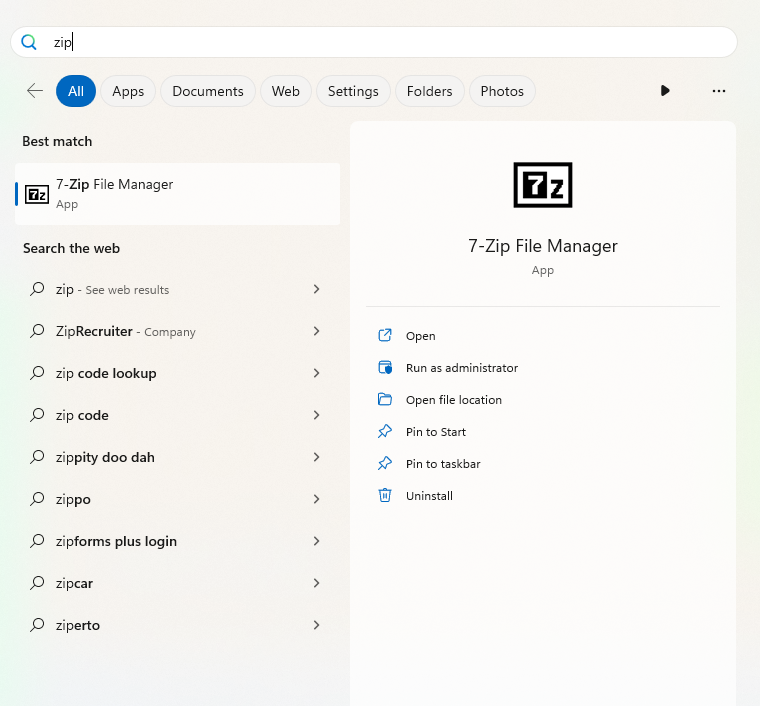 zip
All Apps Documents Web Settings Folders Photos
Best match
7-Zip File Manager
App
Search the web
zip - See web results
ZipRecruiter - Company
zip code lookup
zip code
zippity doo dah
zippo
zipforms plus login
zipcar
ziperto
7z
7-Zip File Manager
App
Open
Run as administrator
Open file location
Pin to Start
Pin to taskbar
Uninstall